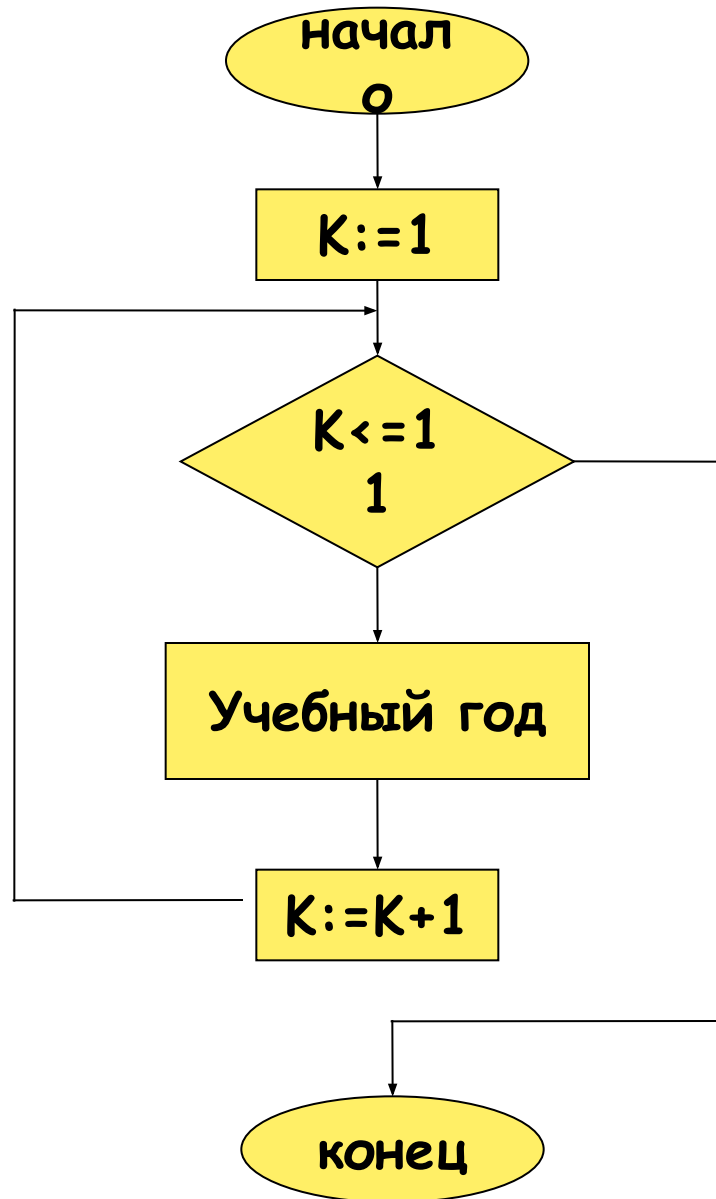 начал
о
K:=1
K<=1
1
Учебный год
K:=K+1
конец